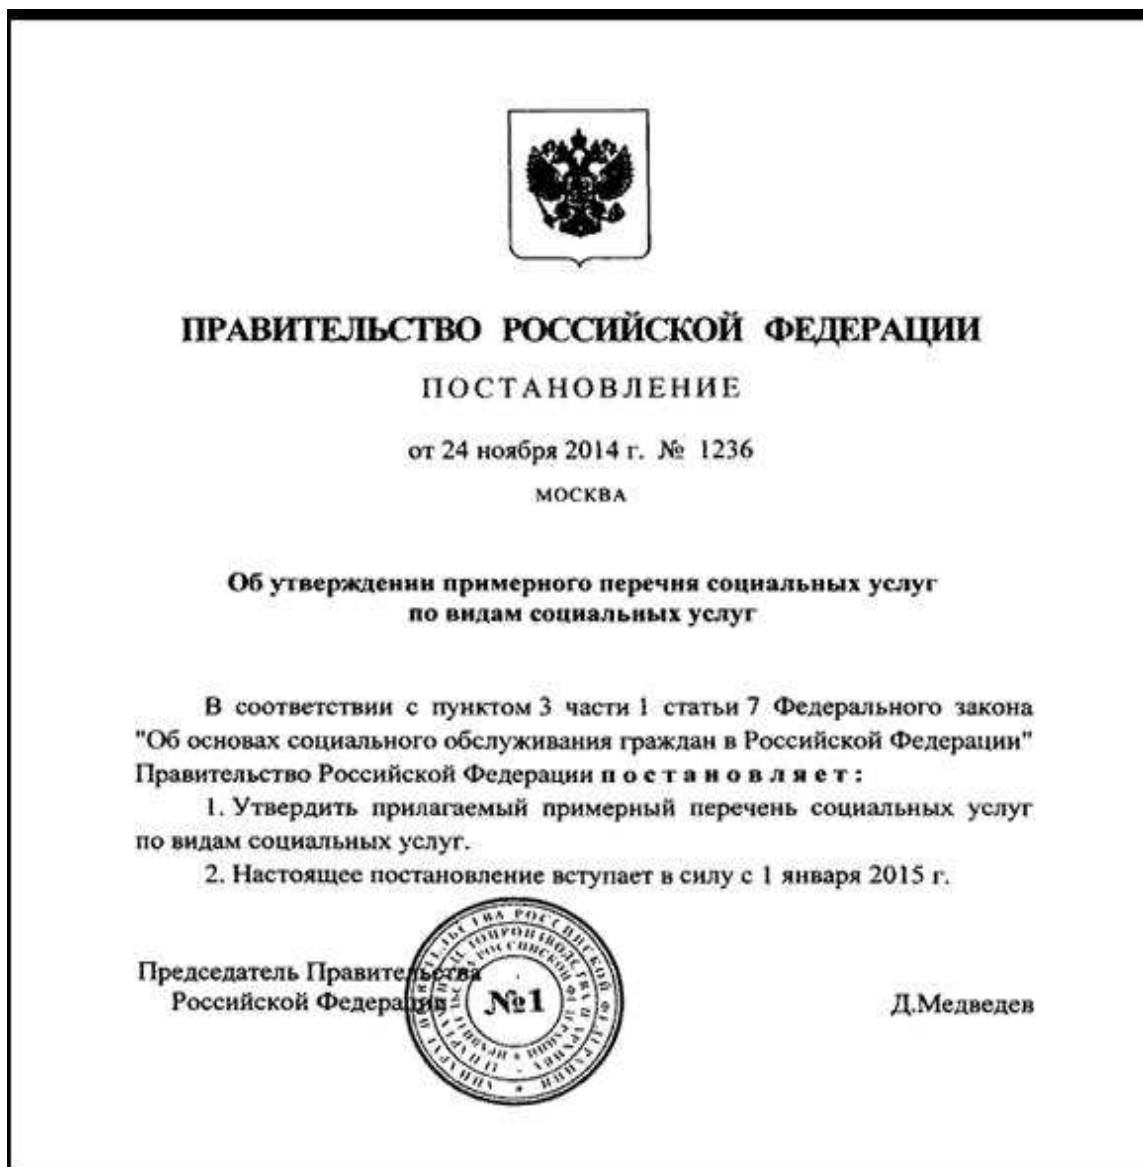 ПРАВИТЕЛЬСТВО РОССИЙСКОЙ ФЕДЕРАЦИИ
ПОСТАНОВЛЕНИЕ
от 24 ноября 2014 г. № 1236
МОСКВА
Об утверждении примерного перечня социальных услуг
по видам социальных услуг
В соответствии с пунктом 3 части 1 статьи 7 Федерального закона
"Об основах социального обслуживания граждан в Российской Федерации"
Правительство Российской Федерации постановляет:
1. Утвердить прилагаемый примерный перечень социальных услуг
по видам социальных услуг.
2. Настоящее постановление вступает в силу с 1 января 2015 г.
Председатель Правительства
Российской Федерации
№1
Д.Медведев